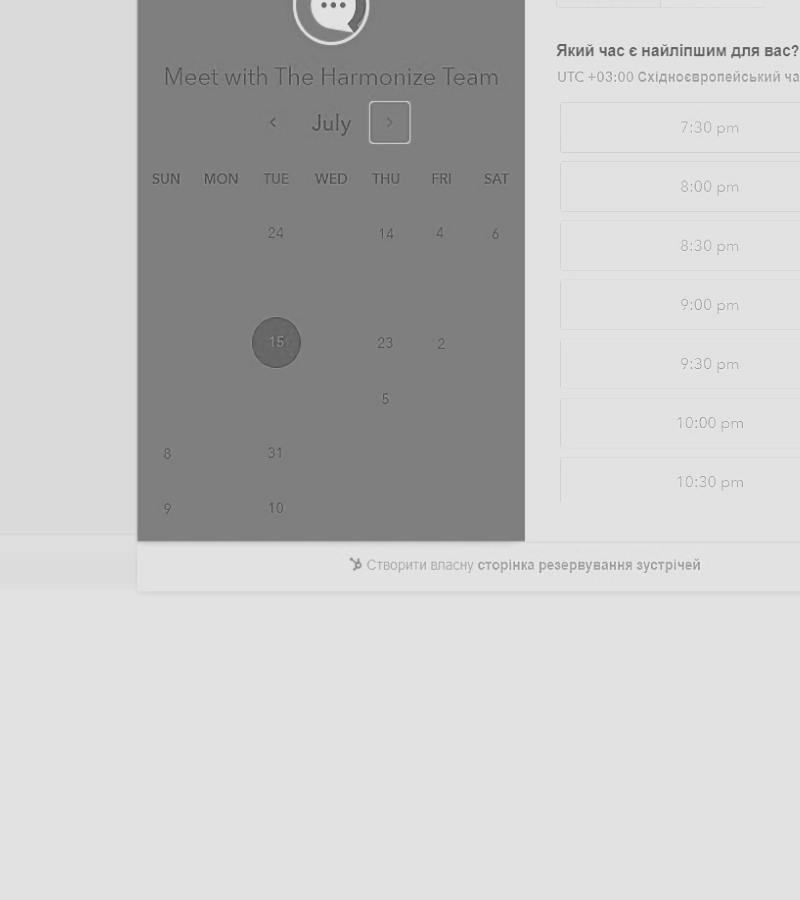 Meet with The Harmonize Team
July
SUN MON TUE WED THU FRI SAT
24 14 4 6
15 23 2
5
8 31
9 10
Який час є найліпшим для вас?
UTC +03:00 Східноєвропейський ча
7:30 pm
8:00 pm
8:30 pm
9:00 pm
9:30 pm
10:00 pm
10:30 pm
Створити власну сторінка резервування зустрічей